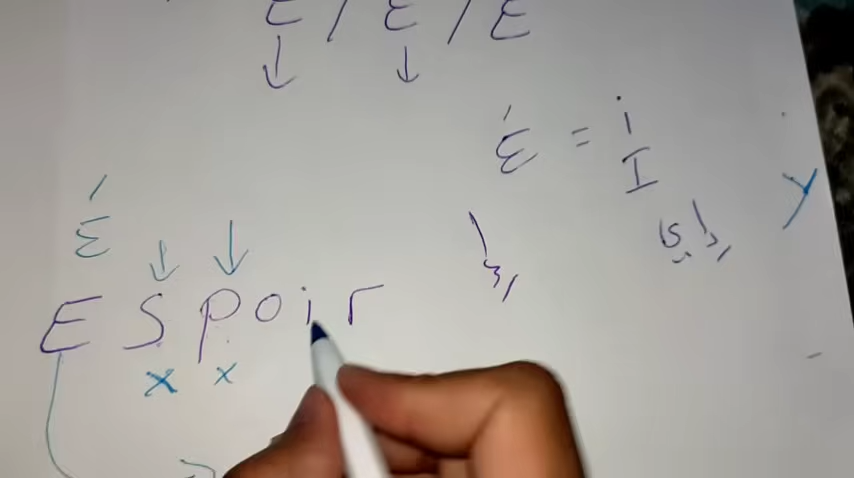 E / E / E
É = i
I
y
É
ESPoir
x x